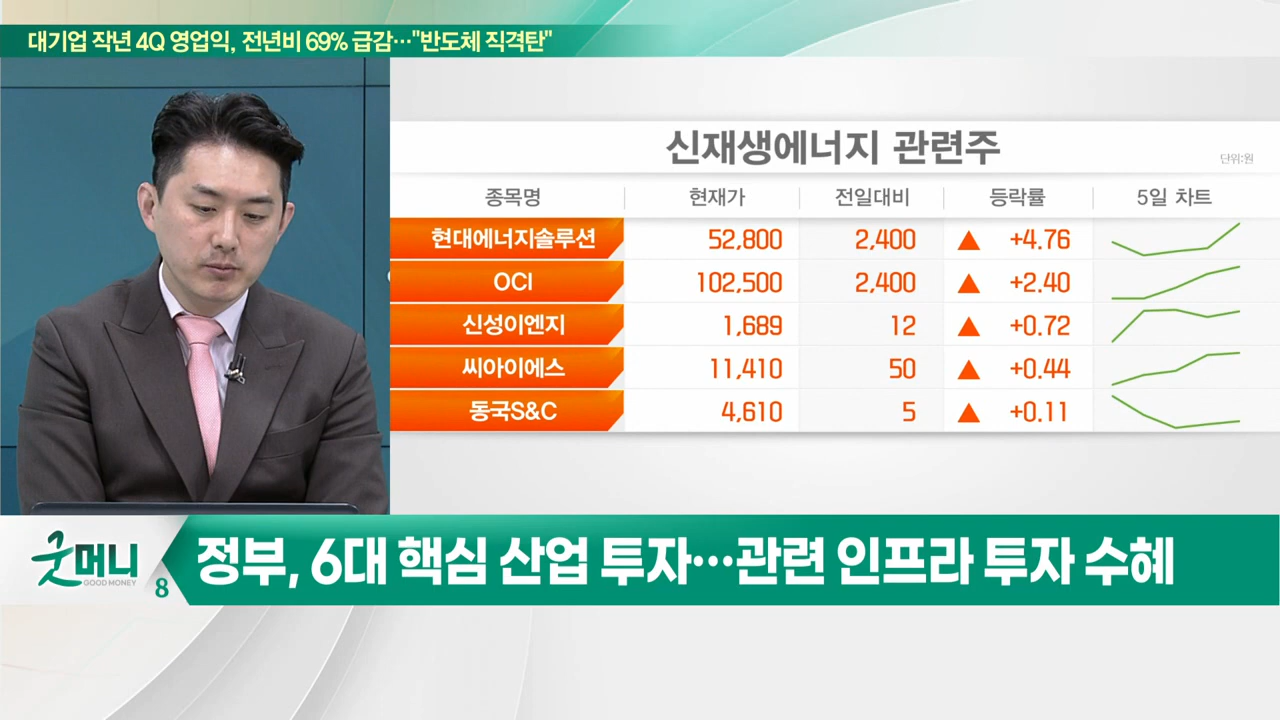 대기업 작년 4Q 영업익, 전년비 69% 급감…"반도체 직격탄"
신재생에너지 관련주
단위:원
종목명 현재가 전일대비 등락률 5일 차트
현대에너지솔루션 52,800 2,400 ▲ +4.76
OCI 102,500 2,400 ▲ +2.40
신성이엔지 1,689 12 ▲ +0.72
씨아이에스 11,410 50 ▲ +0.44
동국S&C 4,610 5 ▲ +0.11
굿머니
GOOD MONEY
8
정부, 6대 핵심 산업 투자…관련 인프라 투자 수혜